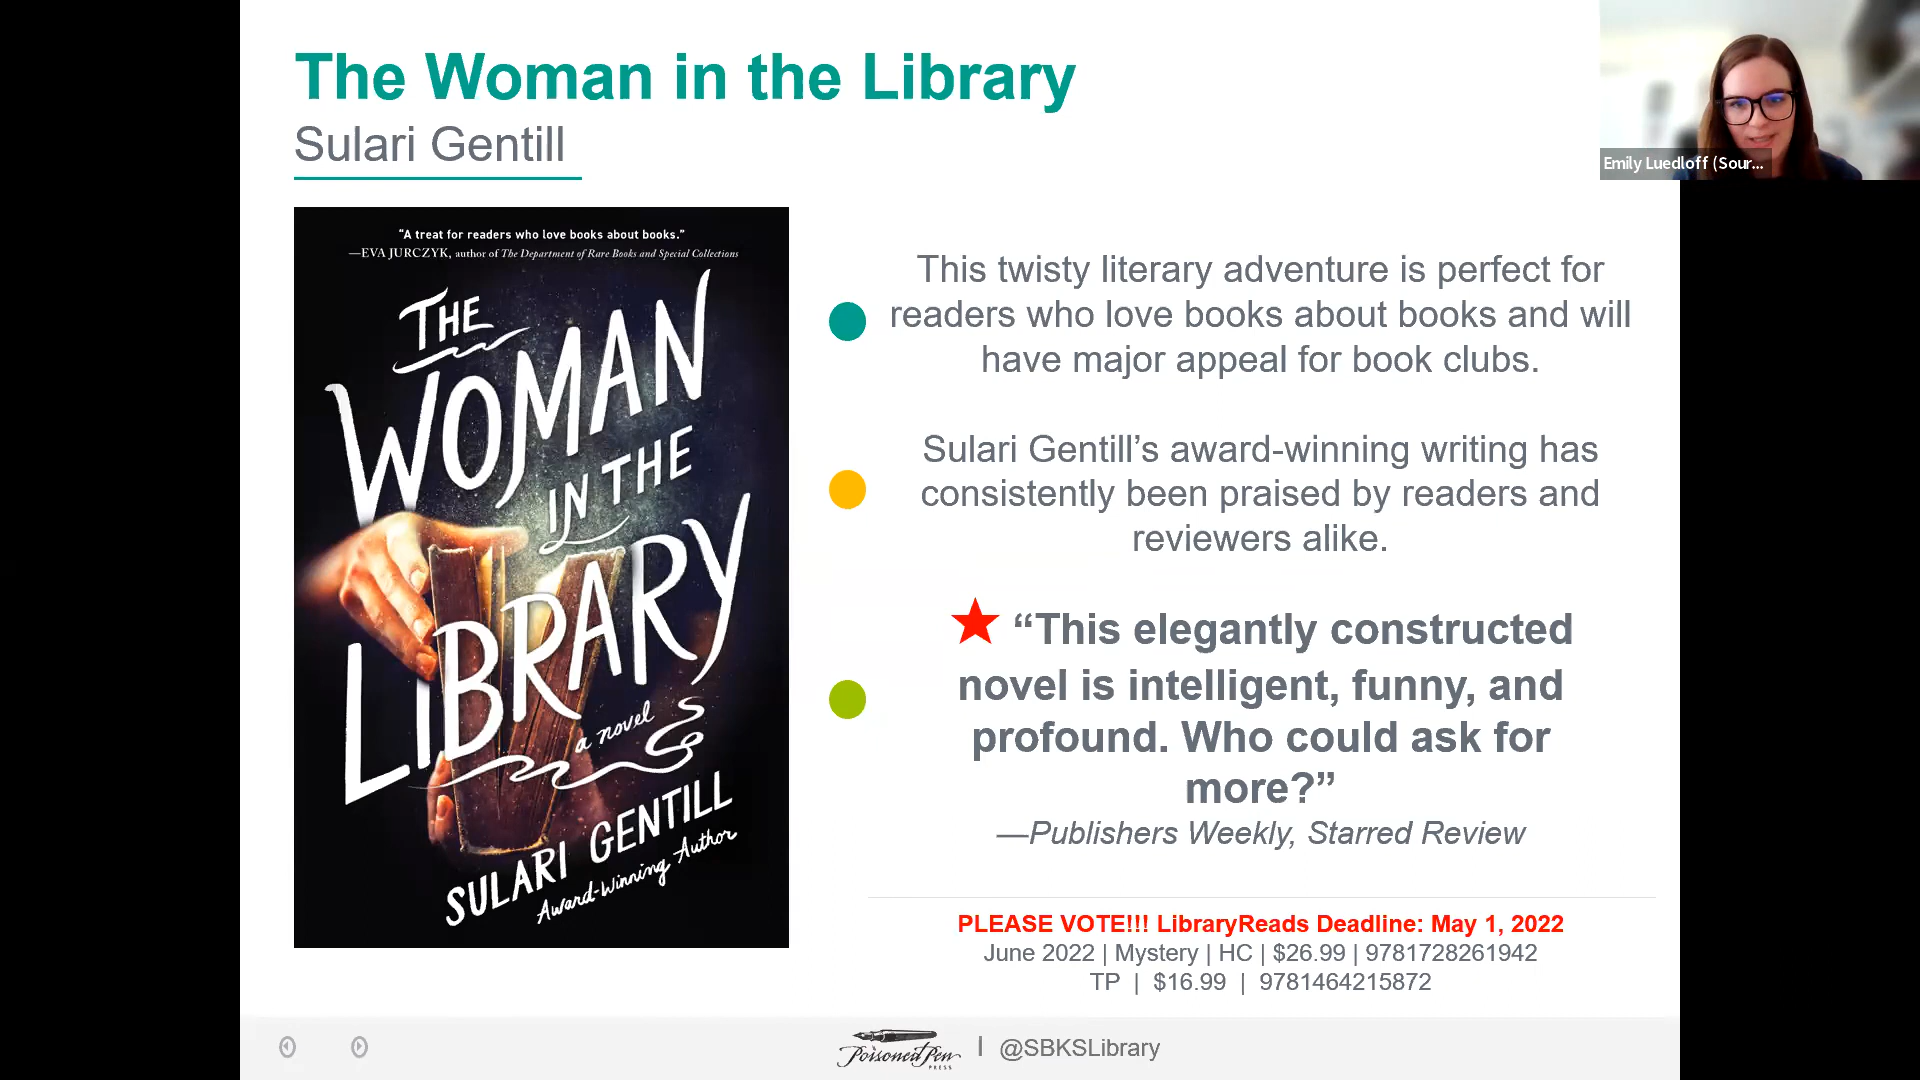 The Woman in the Library
Sulari Gentill
Emily Luedloff (Sour...
“A treat for readers who love books about books.”
—EVA JURCZYK, author of The Department of Rare Books and Special Collections
THE
WOMAN
IN THE
LIBRARY
a novel
SULARI GENTILL
Award-Winning Author
This twisty literary adventure is perfect for
readers who love books about books and will
have major appeal for book clubs.
Sulari Gentill’s award-winning writing has
consistently been praised by readers and
reviewers alike.
“This elegantly constructed
novel is intelligent, funny, and
profound. Who could ask for
more?”
—Publishers Weekly, Starred Review
PLEASE VOTE!!! LibraryReads Deadline: May 1, 2022
June 2022 | Mystery | HC | $26.99 | 9781728261942
TP | $16.99 | 9781464215872
Poisoned Pen
PRESS
| @SBKSLibrary